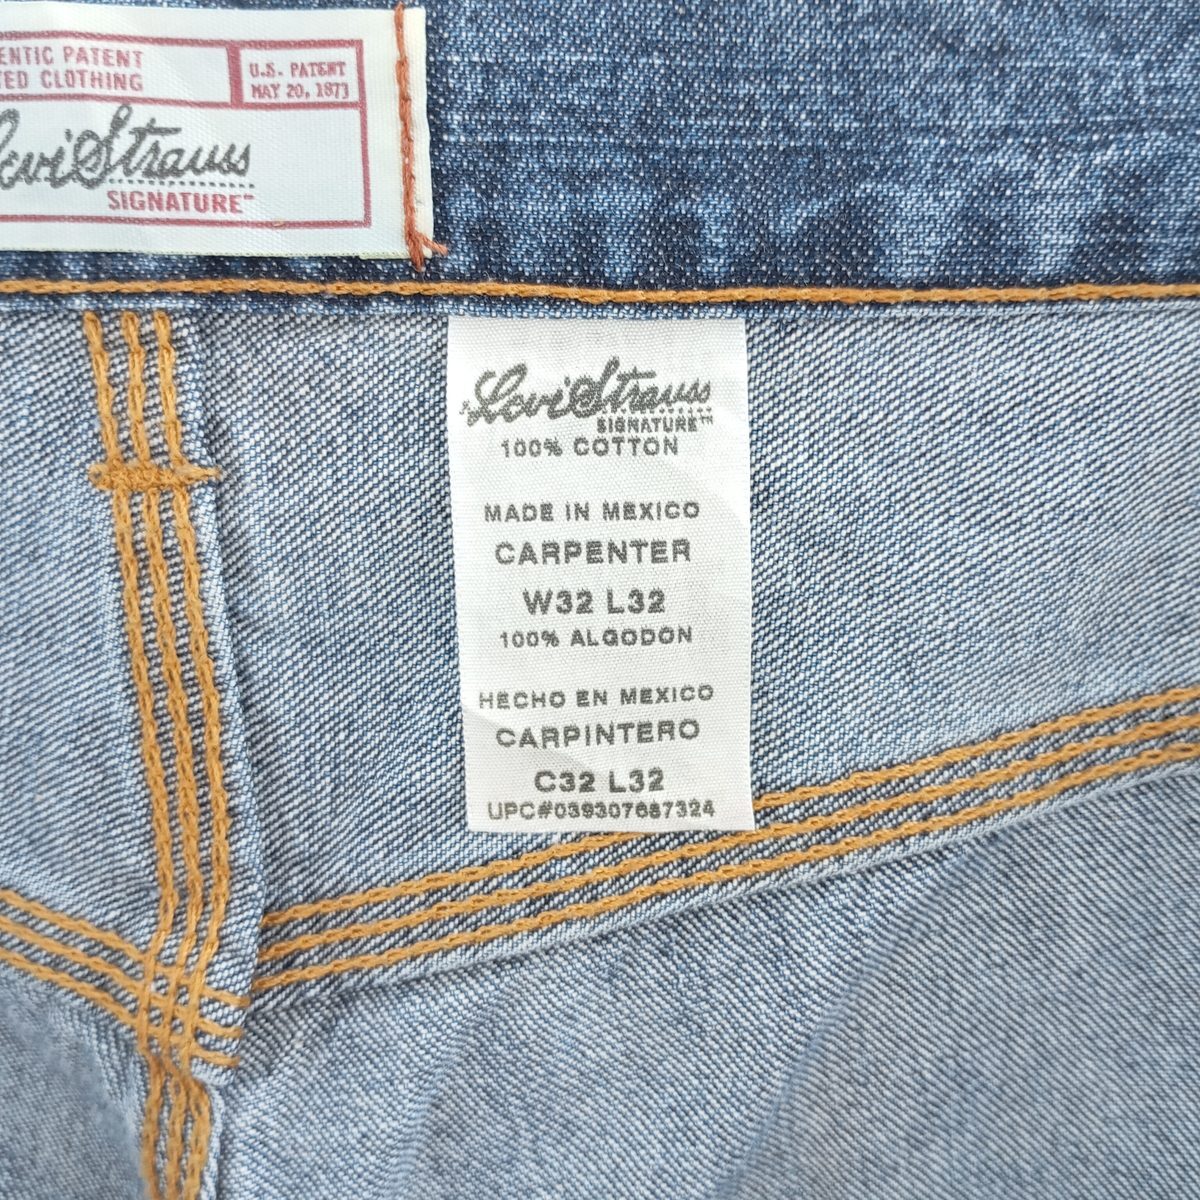 ENTIC PATENT
ED CLOTHING
U.S. PATENT
MAY 20, 1873
Levi Strauss
SIGNATURE™
Levi Strauss
SIGNATURE™
100% COTTON
MADE IN MEXICO
CARPENTER
W32 L32
100% ALGODON
HECHO EN MEXICO
CARPINTERO
C32 L32
UPC#039307687324